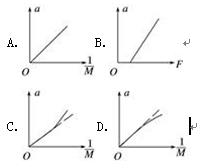 a a
A. B.
O 1/M O F
a a
C. D.
O 1/M O 1/M